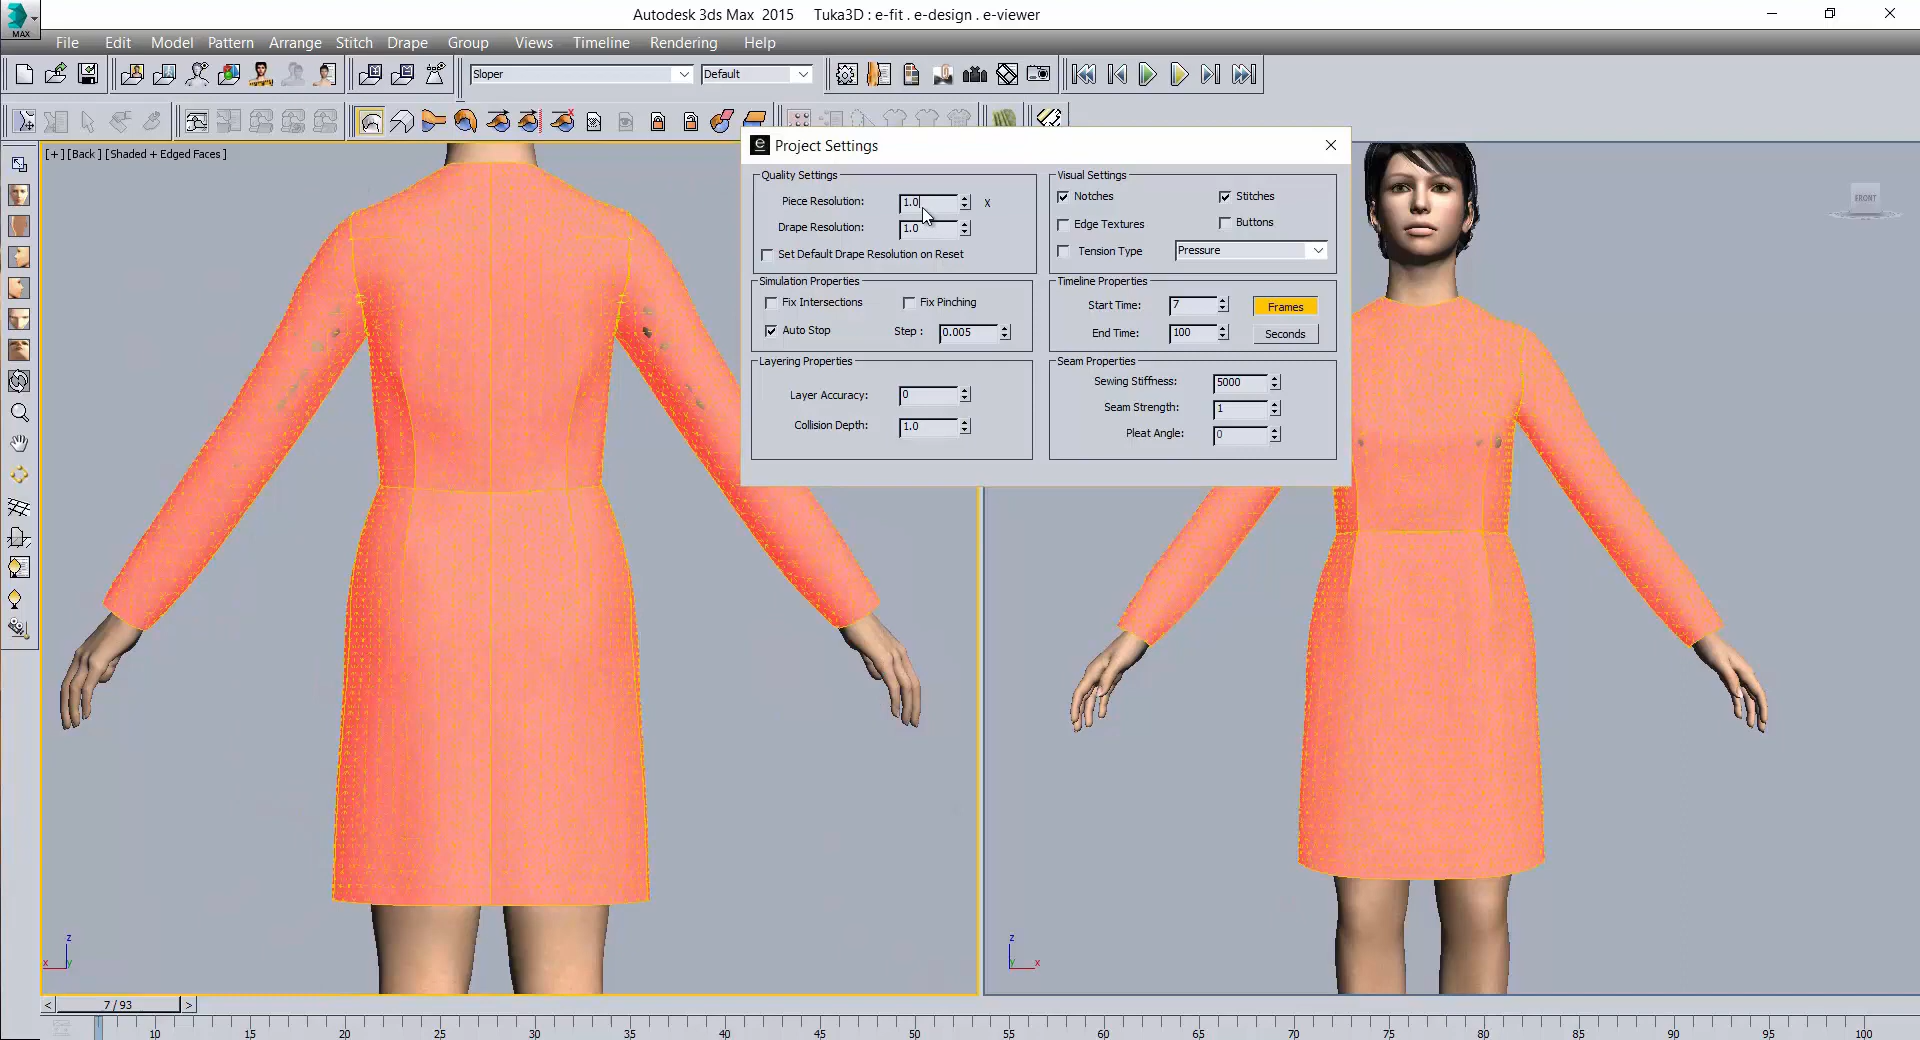 MAX
Autodesk 3ds Max 2015 Tuka3D : e-fit . e-design . e-viewer
File Edit Model Pattern Arrange Stitch Drape Group Views Timeline Rendering Help
Sloper Default
[+] [Back ] [Shaded + Edged Faces ]
e Project Settings
Quality Settings
Piece Resolution: 1.0 X
Drape Resolution: 1.0
Set Default Drape Resolution on Reset
Simulation Properties
Fix Intersections Fix Pinching
Auto Stop Step : 0.005
Layering Properties
Layer Accuracy: 0
Collision Depth: 1.0
Visual Settings
Notches Stitches
Edge Textures Buttons
Tension Type Pressure
Timeline Properties
Start Time: 7 Frames
End Time: 100 Seconds
Seam Properties
Sewing Stiffness: 5000
Seam Strength: 1
Pleat Angle: 0
FRONT
z
x y
z
y x
< 7 / 93 >
10 15 20 25 30 35 40 45 50 55 60 65 70 75 80 85 90 95 100